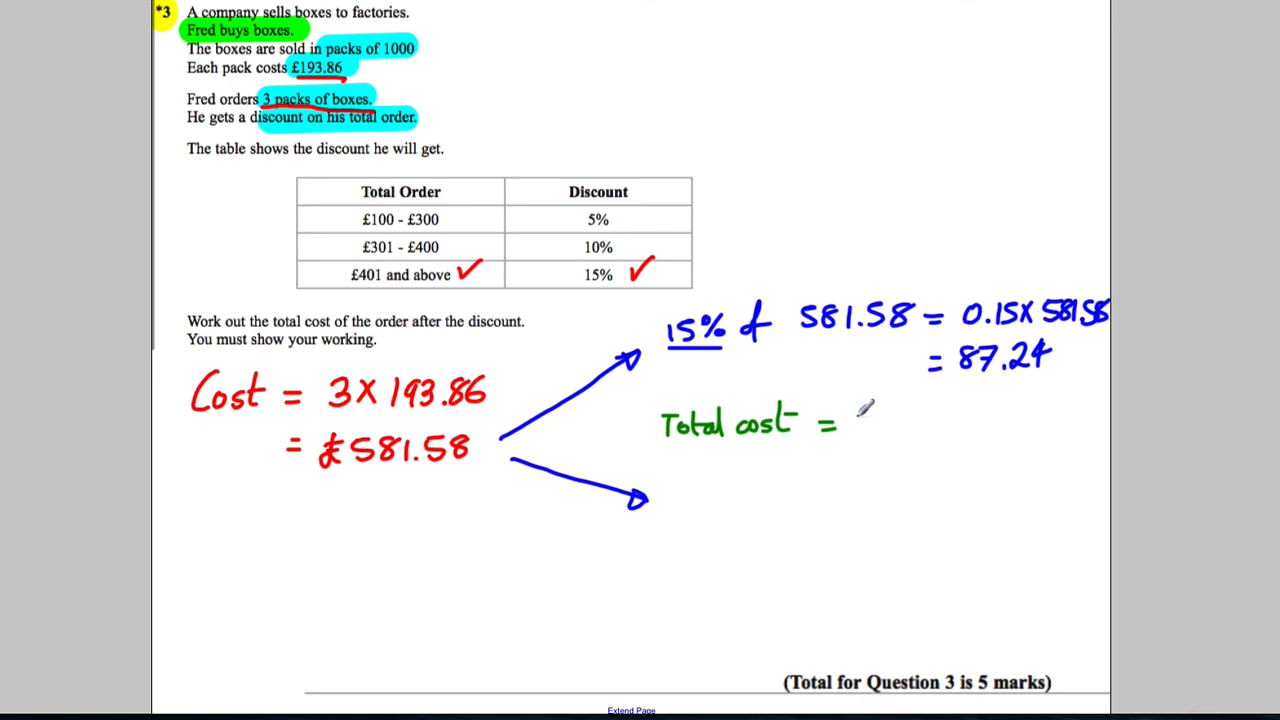 *3 A company sells boxes to factories.
Fred buys boxes.
The boxes are sold in packs of 1000
Each pack costs £193.86
Fred orders 3 packs of boxes.
He gets a discount on his total order.
The table shows the discount he will get.
Total Order Discount
£100 - £300 5%
£301 - £400 10%
£401 and above ✓ 15% ✓
Work out the total cost of the order after the discount.
You must show your working.
15% of 581.58 = 0.15 × 581.58
= 87.24
Cost = 3 × 193.86
= £581.58
Total cost =
(Total for Question 3 is 5 marks)
Extend Page